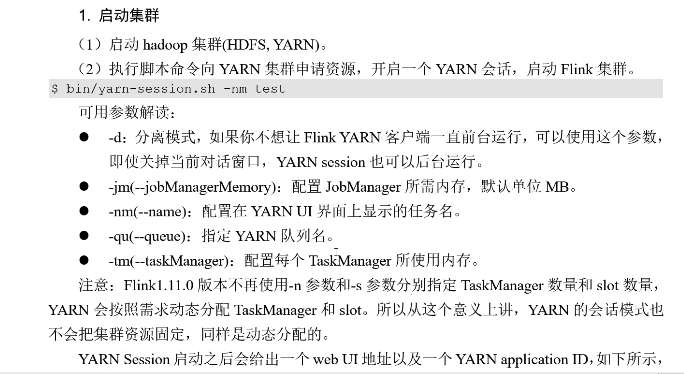 1. 启动集群
（1）启动 hadoop 集群(HDFS, YARN)。
（2）执行脚本命令向 YARN 集群申请资源，开启一个 YARN 会话，启动 Flink 集群。
$ bin/yarn-session.sh -nm test
可用参数解读：
● -d：分离模式，如果你不想让 Flink YARN 客户端一直前台运行，可以使用这个参数，
即使关掉当前对话窗口，YARN session 也可以后台运行。
● -jm(--jobManagerMemory)：配置 JobManager 所需内存，默认单位 MB。
● -nm(--name)：配置在 YARN UI 界面上显示的任务名。
● -qu(--queue)：指定 YARN 队列名。
● -tm(--taskManager)：配置每个 TaskManager 所使用内存。
注意：Flink1.11.0 版本不再使用-n 参数和-s 参数分别指定 TaskManager 数量和 slot 数量，
YARN 会按照需求动态分配 TaskManager 和 slot。所以从这个意义上讲，YARN 的会话模式也
不会把集群资源固定，同样是动态分配的。
YARN Session 启动之后会给出一个 web UI 地址以及一个 YARN application ID，如下所示，